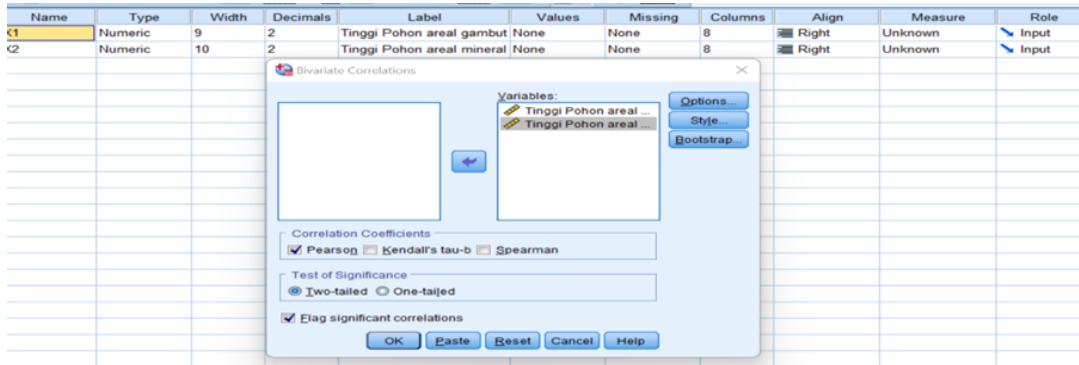 Name Type Width Decimals Label Values Missing Columns Align Measure Role
Numeric 9 2 Tinggi Pohon areal gambut None None 8 Right Unknown Input
Numeric 10 2 Tinggi Pohon areal mineral None None 8 Right Unknown Input
Bivariate Correlations
Variables:
Tinggi Pohon areal ...
Tinggi Pohon areal ...
Options...
Style...
Bootstrap...
Correlation Coefficients
Pearson Kendall's tau-b Spearman
Test of Significance
Two-tailed One-tailed
Flag significant correlations
OK Paste Reset Cancel Help